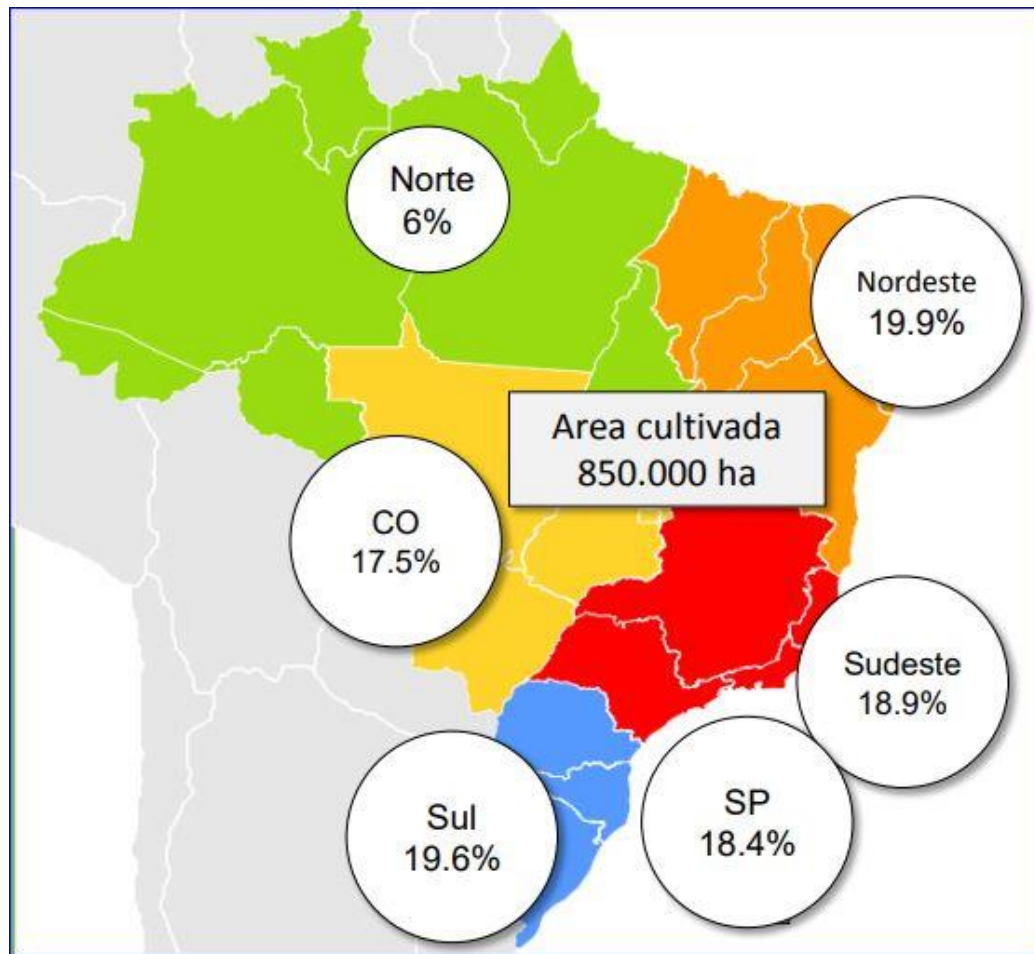 Norte
6%
Nordeste
19.9%
Area cultivada
850.000 ha
CO
17.5%
Sudeste
18.9%
SP
18.4%
Sul
19.6%